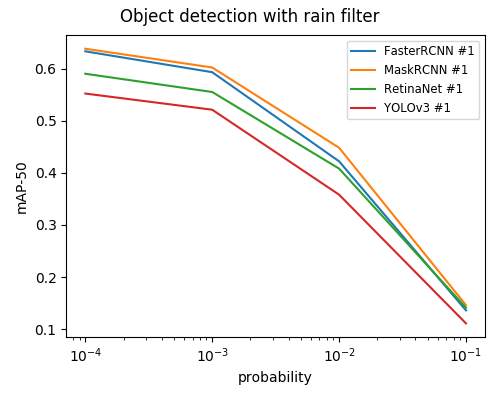 Object detection with rain filter
FasterRCNN #1
MaskRCNN #1
RetinaNet #1
YOLOv3 #1
mAP-50
0.6
0.5
0.4
0.3
0.2
0.1
10⁻⁴ 10⁻³ 10⁻² 10⁻¹
probability